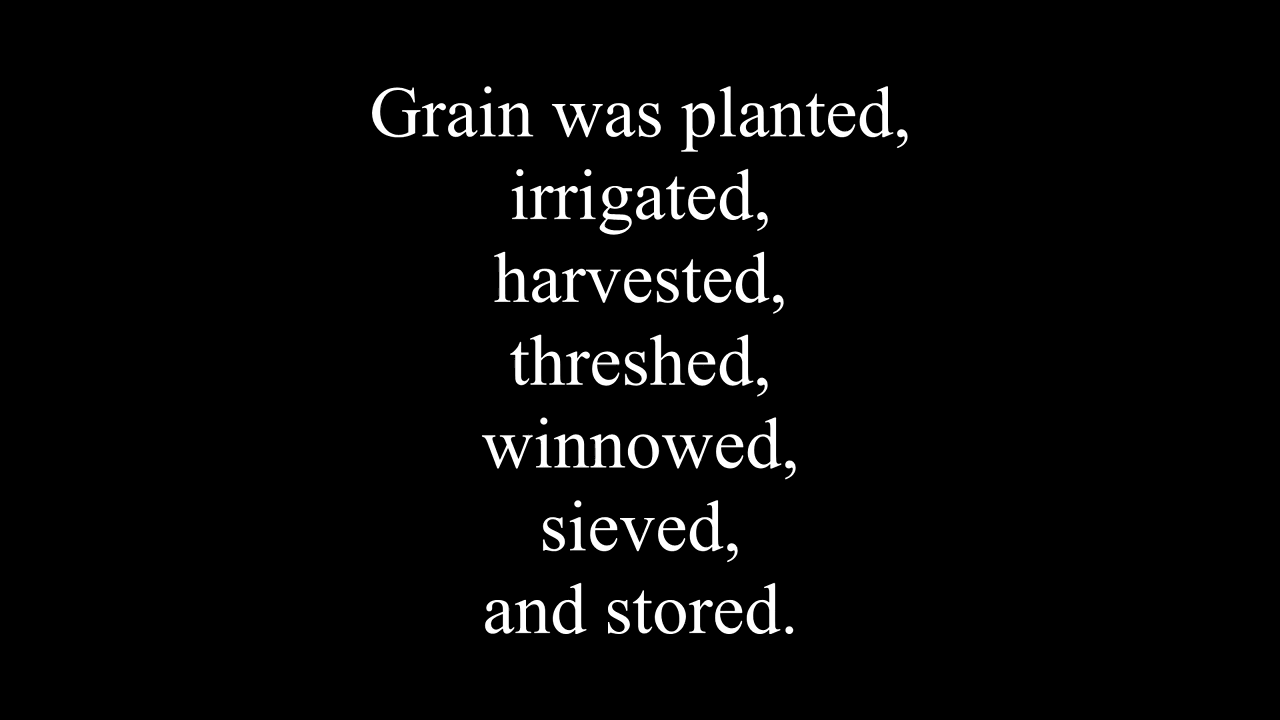 Grain was planted,
irrigated,
harvested,
threshed,
winnowed,
sieved,
and stored.